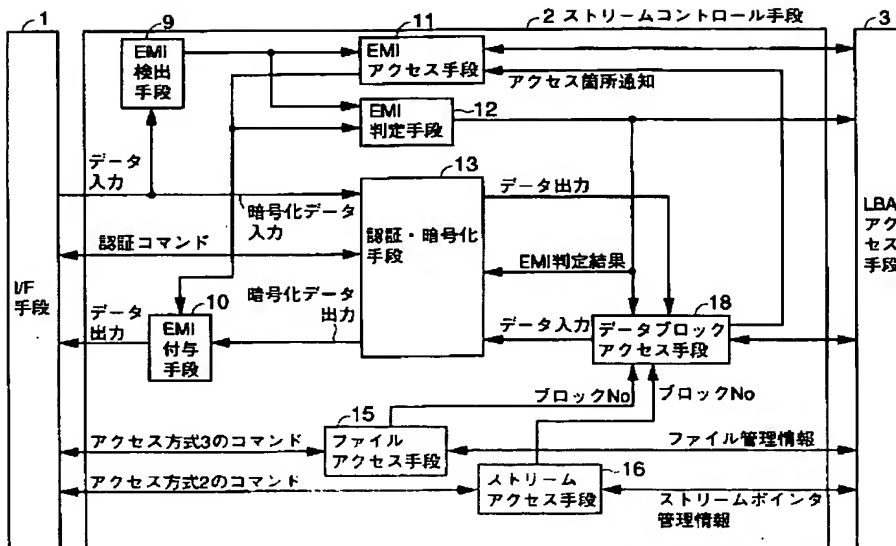 1
9
11
2 ストリームコントロール手段
3
EMI
検出
手段
EMI
アクセス手段
アクセス箇所通知
EMI
判定手段
12
データ
入力
13
データ出力
暗号化データ
入力
認証・暗号化
手段
LBA
アク
セス
手段
認証コマンド
EMI判定結果
I/F
手段
データ
出力
10
暗号化データ
出力
18
EMI
付与
手段
データ入力
データブロック
アクセス手段
ブロックNo
ブロックNo
15
アクセス方式3のコマンド
ファイル
アクセス手段
ファイル管理情報
16
アクセス方式2のコマンド
ストリーム
アクセス手段
ストリームポインタ
管理情報